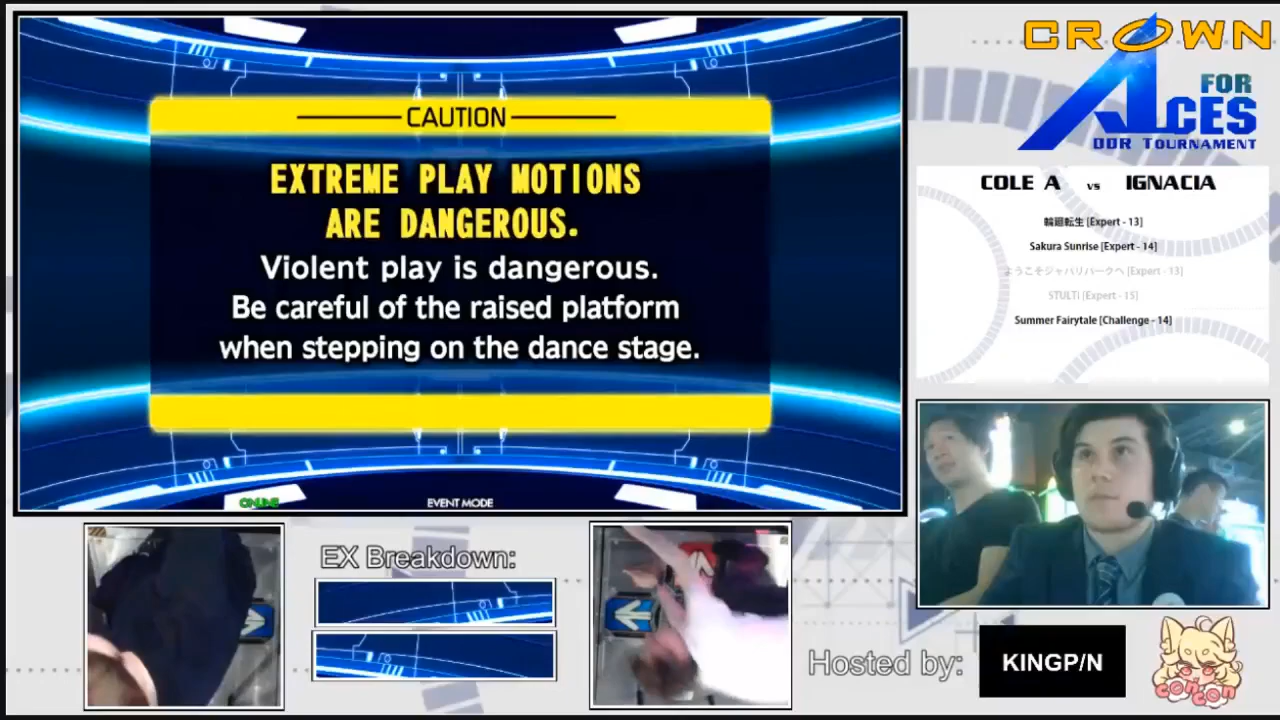 CAUTION
EXTREME PLAY MOTIONS
ARE DANGEROUS.
Violent play is dangerous.
Be careful of the raised platform
when stepping on the dance stage.
ONLINE
EVENT MODE
CROWN
FOR
ACES
DDR TOURNAMENT
COLE A vs IGNACIA
輪廻転生 [Expert - 13]
Sakura Sunrise [Expert - 14]
ようこそジャパリパークへ [Expert - 13]
STULTi [Expert - 15]
Summer Fairytale [Challenge - 14]
EX Breakdown:
Hosted by:
KINGP/N
concon